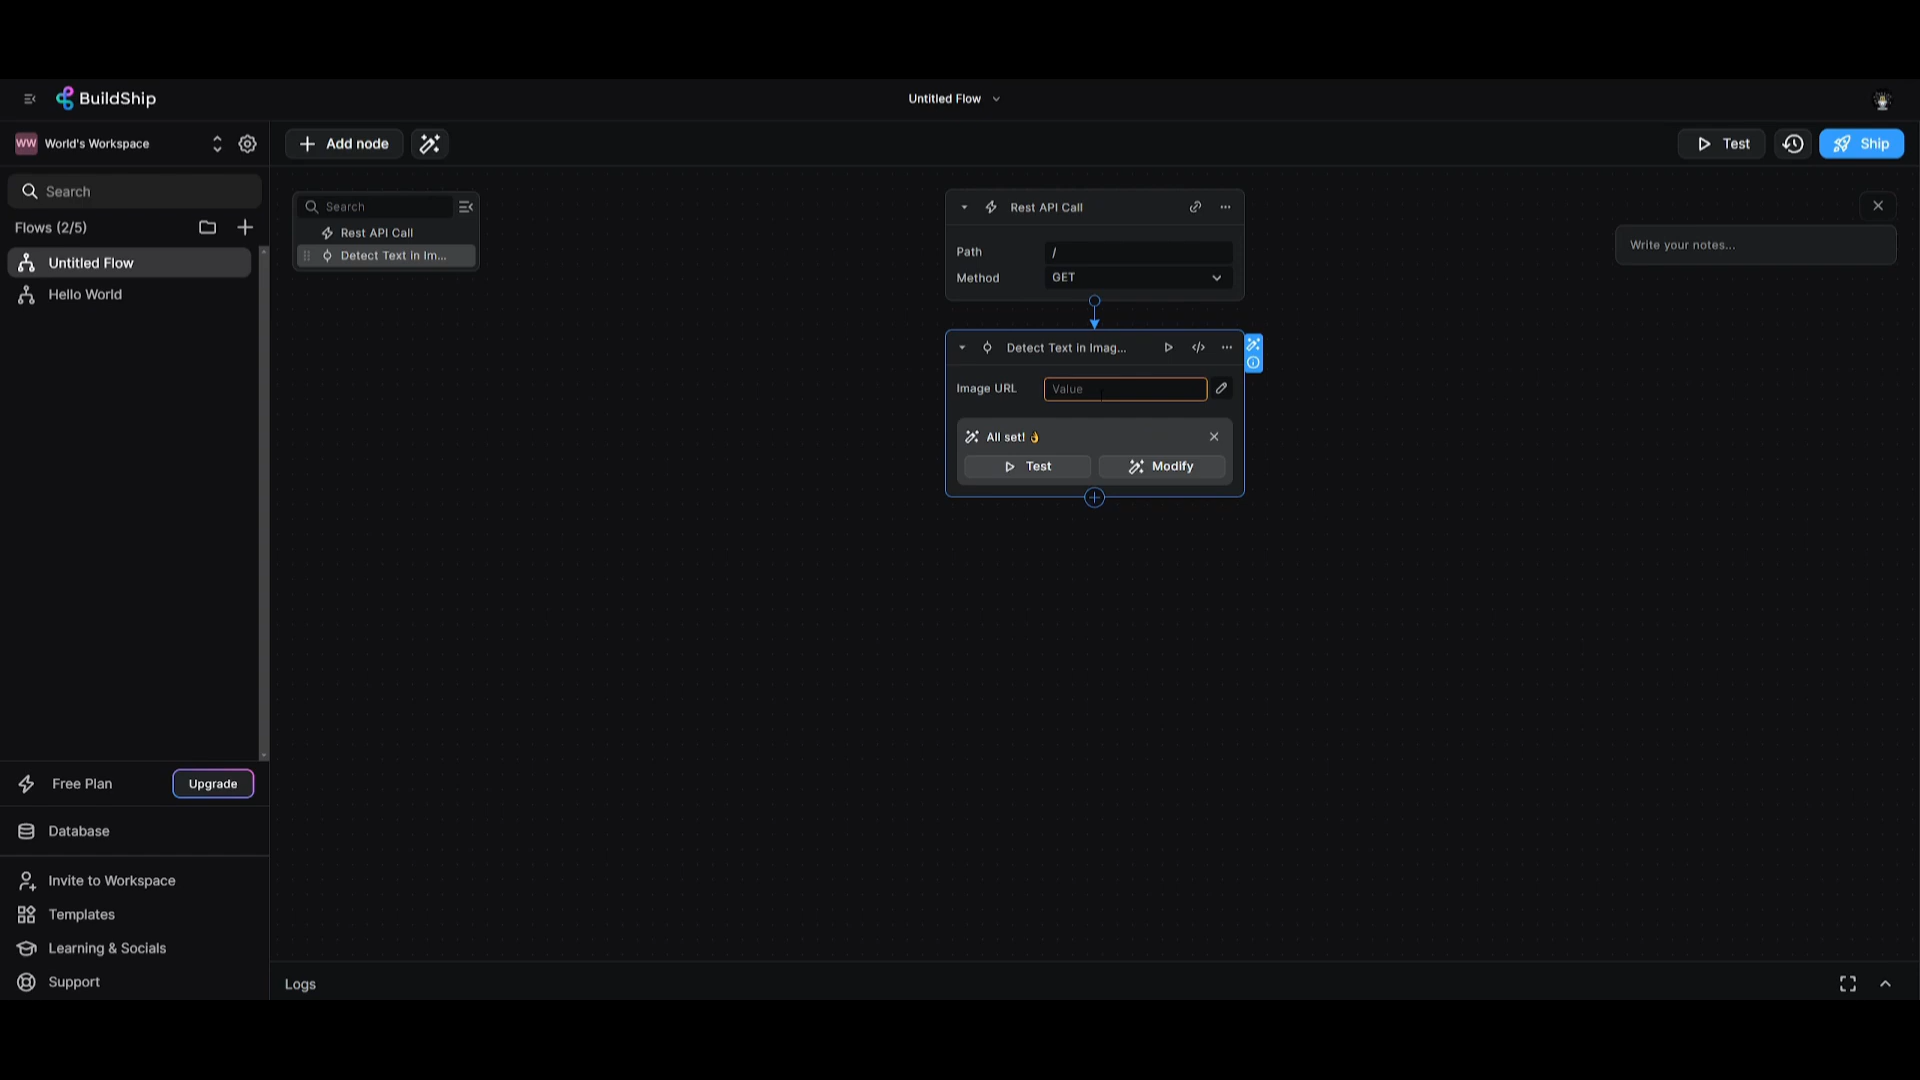 BuildShip
Untitled Flow
WW World's Workspace
Add node
Test
Ship
Search
Flows (2/5)
Untitled Flow
Hello World
Search
Rest API Call
Detect Text in Im...
Rest API Call
Path /
Method GET
Detect Text in Imag...
Image URL Value
All set! 👌
Test Modify
Write your notes...
Free Plan Upgrade
Database
Invite to Workspace
Templates
Learning & Socials
Support
Logs